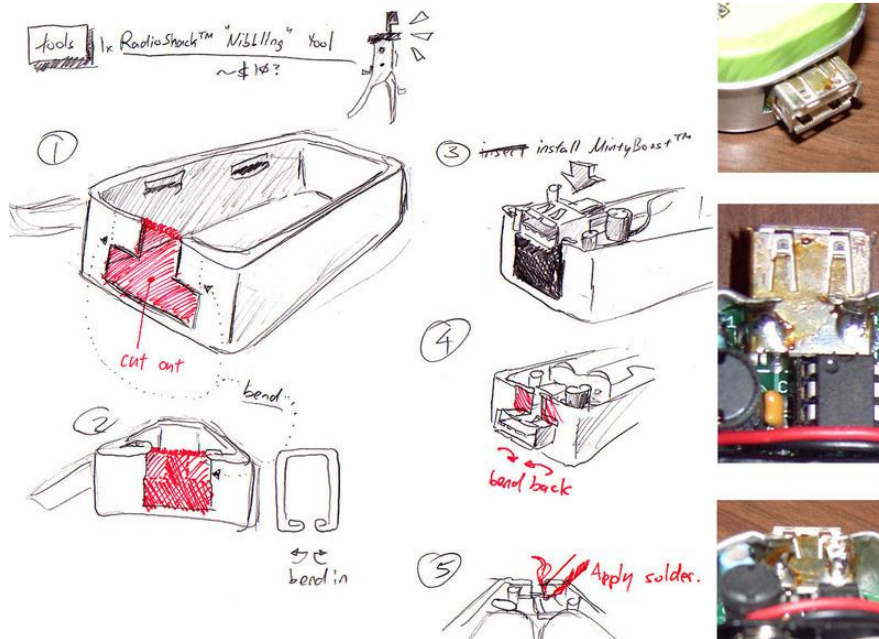 tools
1x RadioShack™ "Nibbling" tool
~$10?
1
cut out
bend
2
bend in
3 insert install MintyBoost™
4
bend back
5
Apply solder.